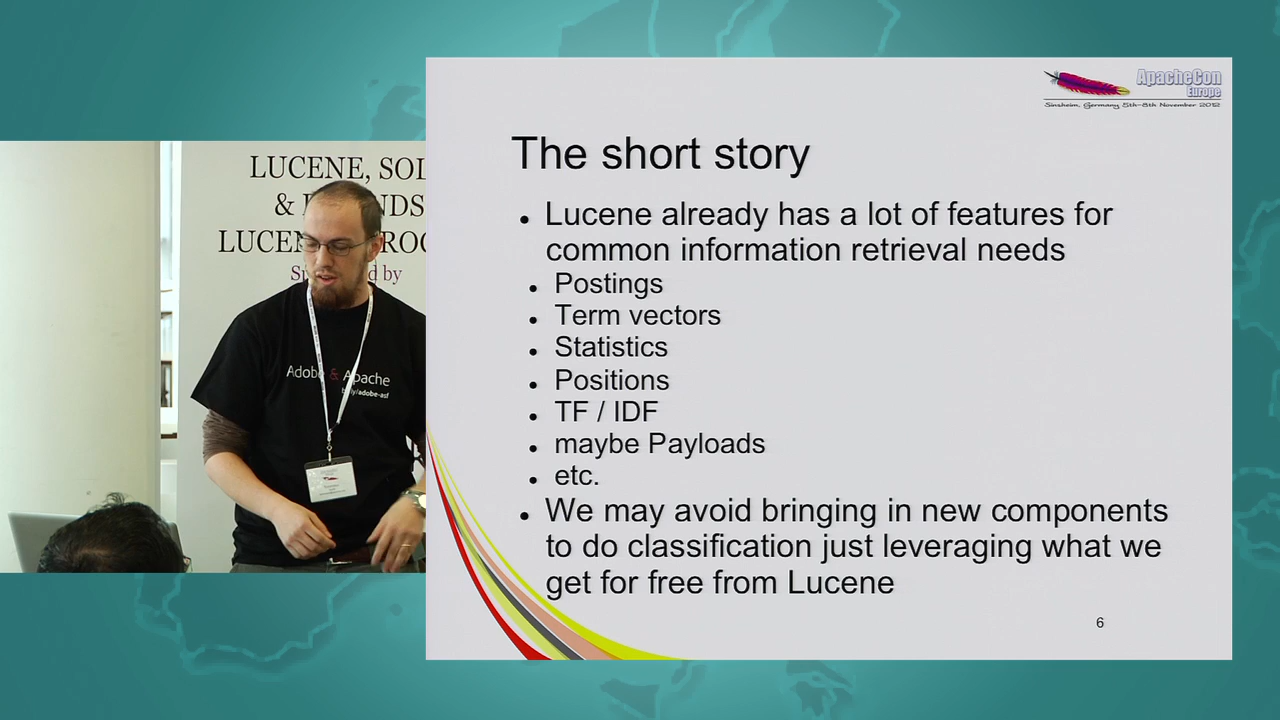 LUCENE, SOL
&
LUCEN
d by
Adobe & Apache
ApacheCon
Europe
Sinsheim, Germany 5th-8th November 2012
The short story
• Lucene already has a lot of features for
common information retrieval needs
• Postings
• Term vectors
• Statistics
• Positions
• TF / IDF
• maybe Payloads
• etc.
• We may avoid bringing in new components
to do classification just leveraging what we
get for free from Lucene
6